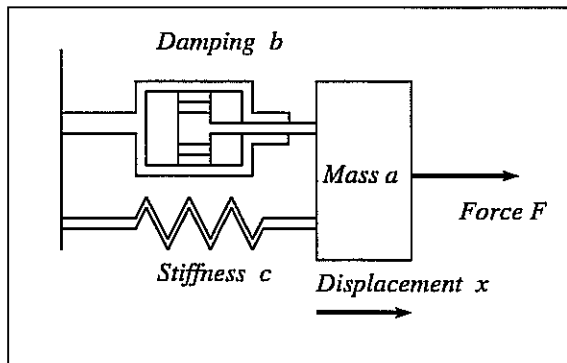 Damping b
Mass a
Force F
Stiffness c
Displacement x